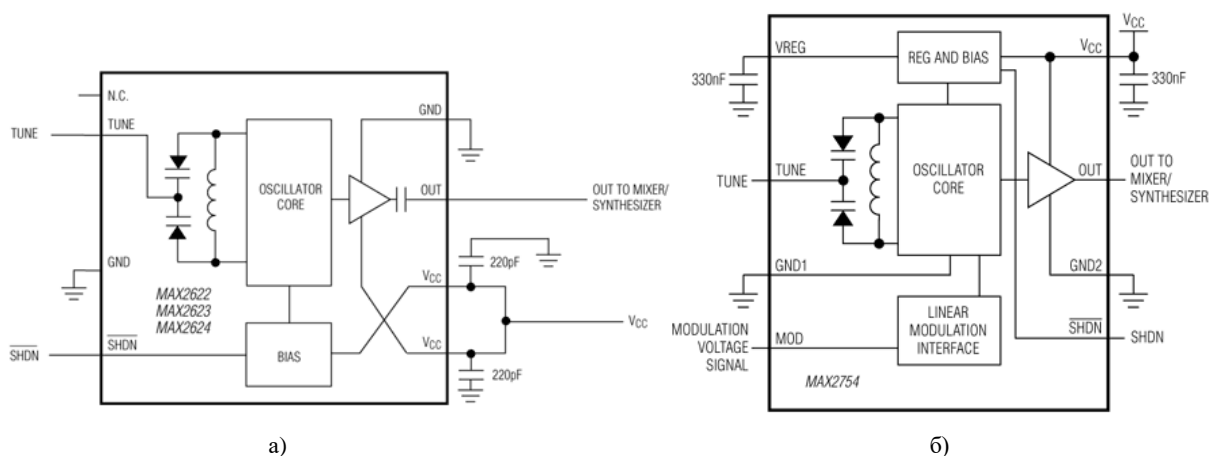 N.C.
TUNE
TUNE
GND
MAX2622
MAX2623
MAX2624
SHDN
SHDN
OSCILLATOR
CORE
BIAS
GND
OUT
OUT TO MIXER/
SYNTHESIZER
220pF
VCC
VCC
VCC
220pF
а)
VCC
VREG
REG AND BIAS
VCC
330nF
330nF
TUNE
TUNE
OSCILLATOR
CORE
OUT
OUT TO
MIXER/
SYNTHESIZER
GND1
GND2
MODULATION
VOLTAGE
SIGNAL
MOD
LINEAR
MODULATION
INTERFACE
SHDN
SHDN
MAX2754
б)